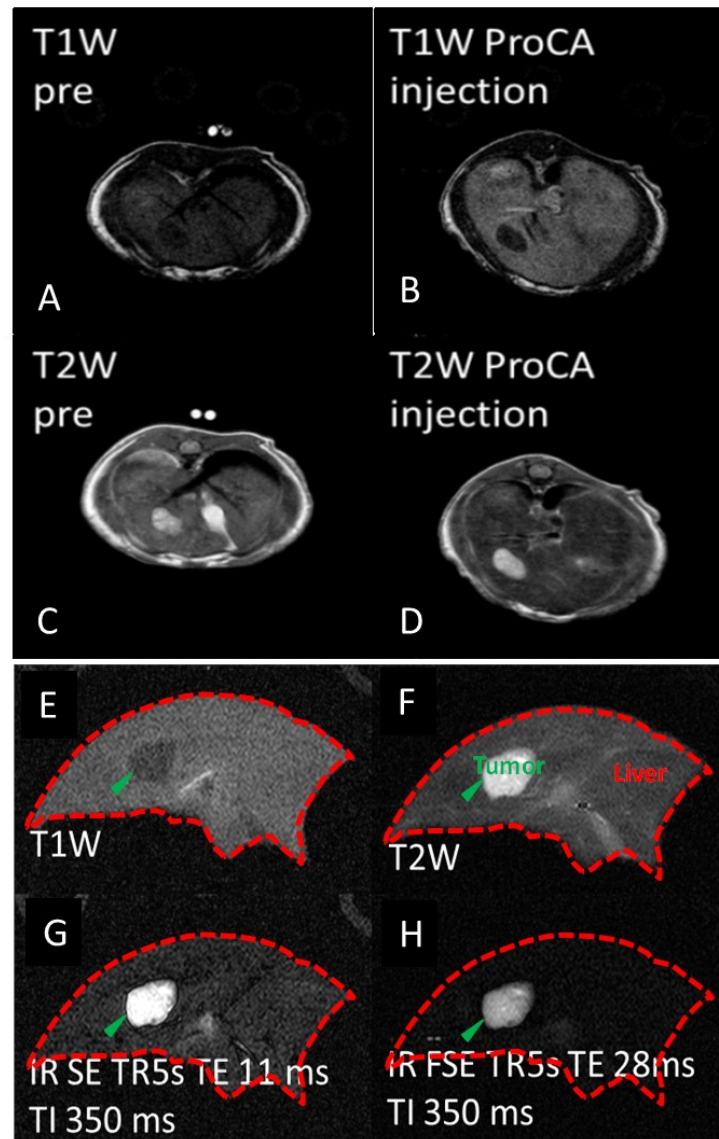 T1W
pre
A
T1W ProCA
injection
B
T2W
pre
C
T2W ProCA
injection
D
E
T1W
F
Tumor
Liver
T2W
G
IR SE TR5s TE 11 ms
TI 350 ms
H
IR FSE TR5s TE 28ms
TI 350 ms